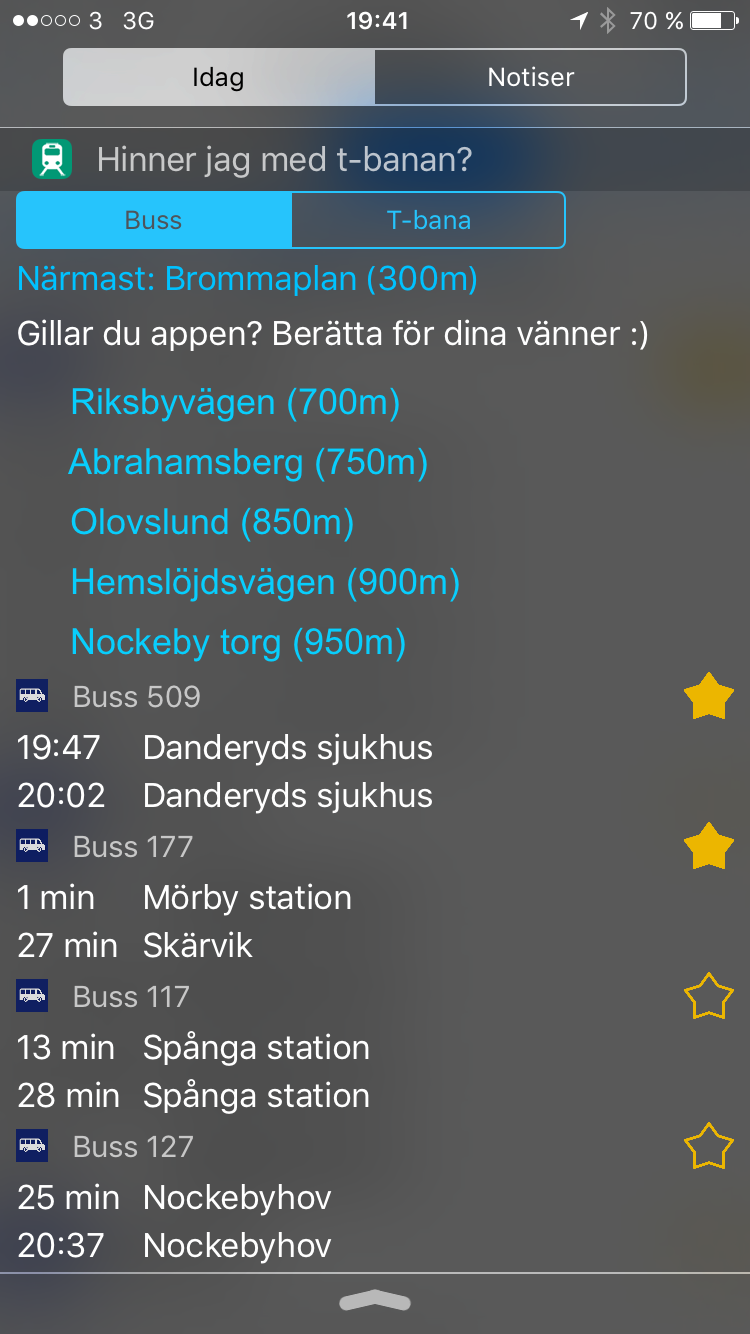 3 3G 19:41 70 %
Idag Notiser
Hinner jag med t-banan?
Buss T-bana
Närmast: Brommaplan (300m)
Gillar du appen? Berätta för dina vänner :)
Riksbyvägen (700m)
Abrahamsberg (750m)
Olovslund (850m)
Hemslöjdsvägen (900m)
Nockeby torg (950m)
Buss 509
19:47 Danderyds sjukhus
20:02 Danderyds sjukhus
Buss 177
1 min Mörby station
27 min Skärvik
Buss 117
13 min Spånga station
28 min Spånga station
Buss 127
25 min Nockebyhov
20:37 Nockebyhov